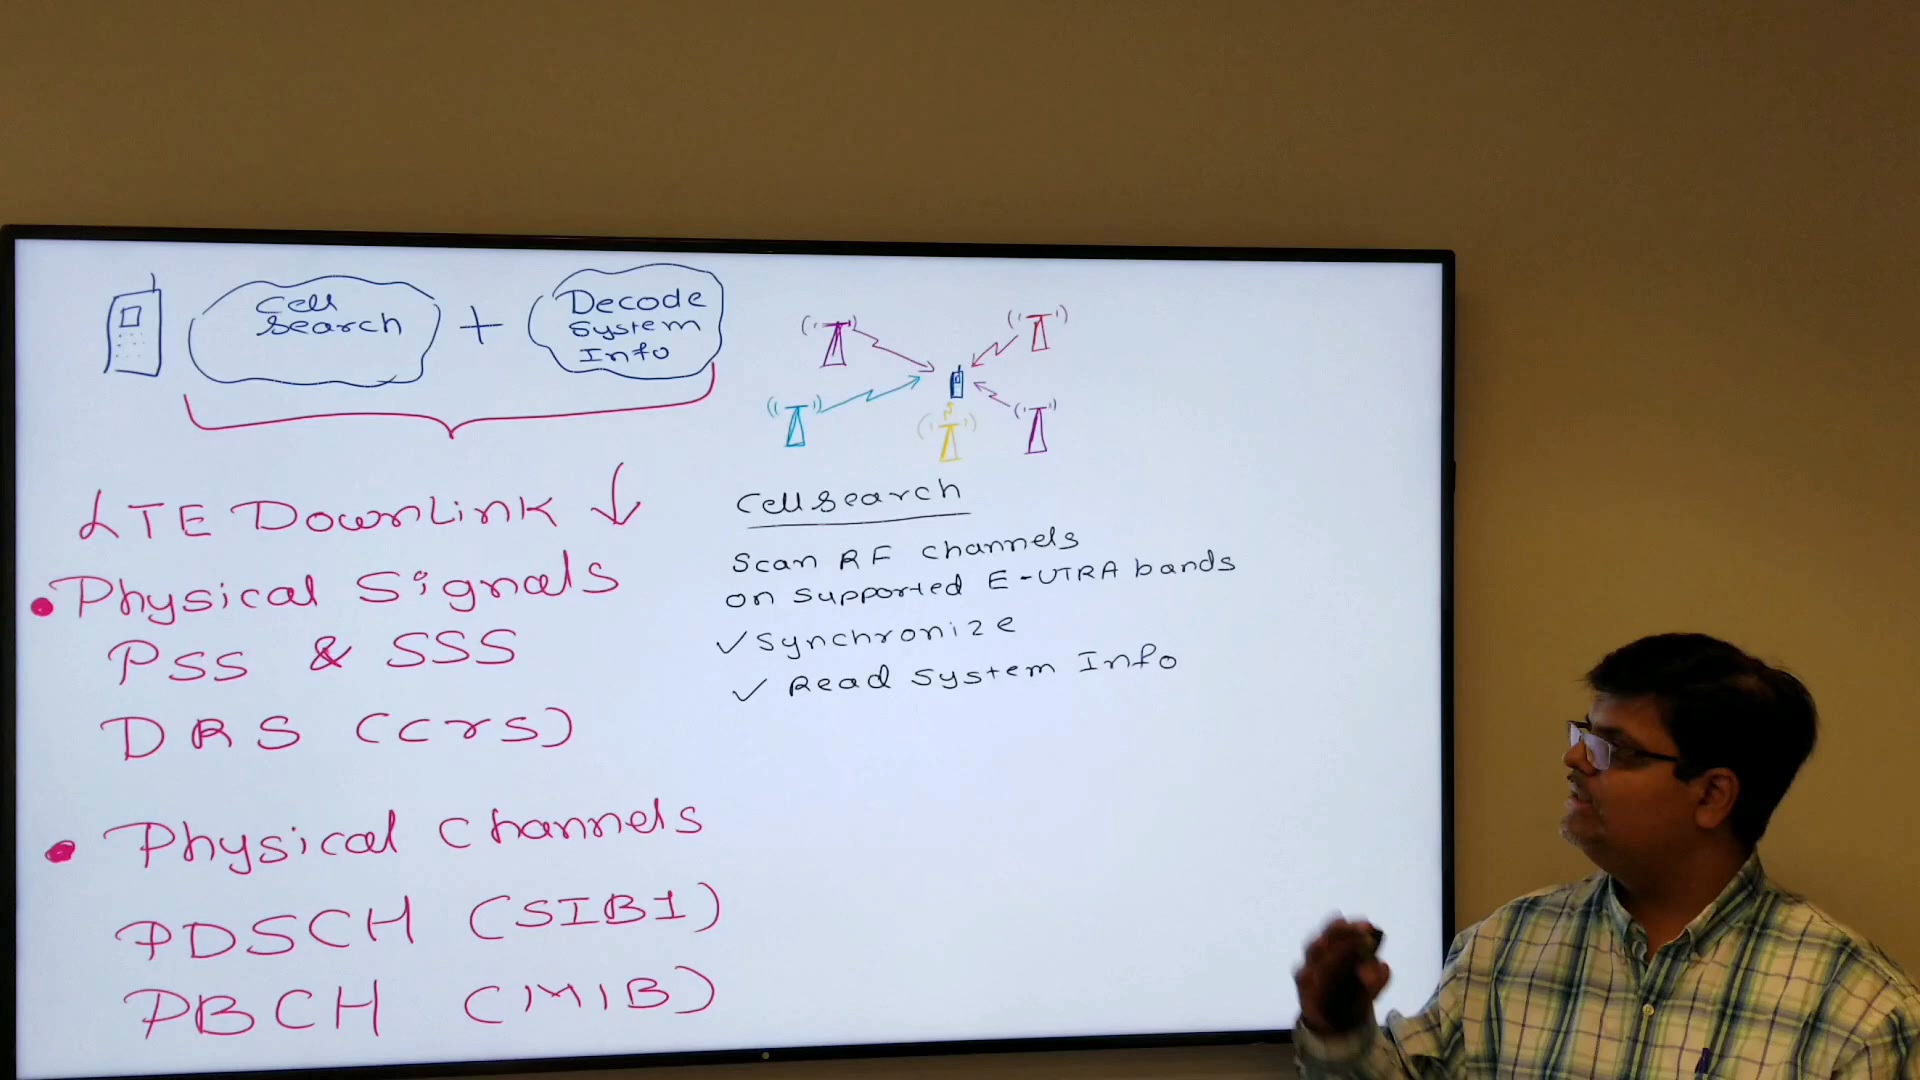 Cell
Search
+
Decode
System
Info
LTE Downlink ↓
• Physical Signals
PSS & SSS
DRS (crs)
• Physical channels
PDSCH (SIB1)
PBCH (MIB)
Cell Search
Scan RF channels
on supported E-UTRA bands
✓ Synchronize
✓ Read System Info